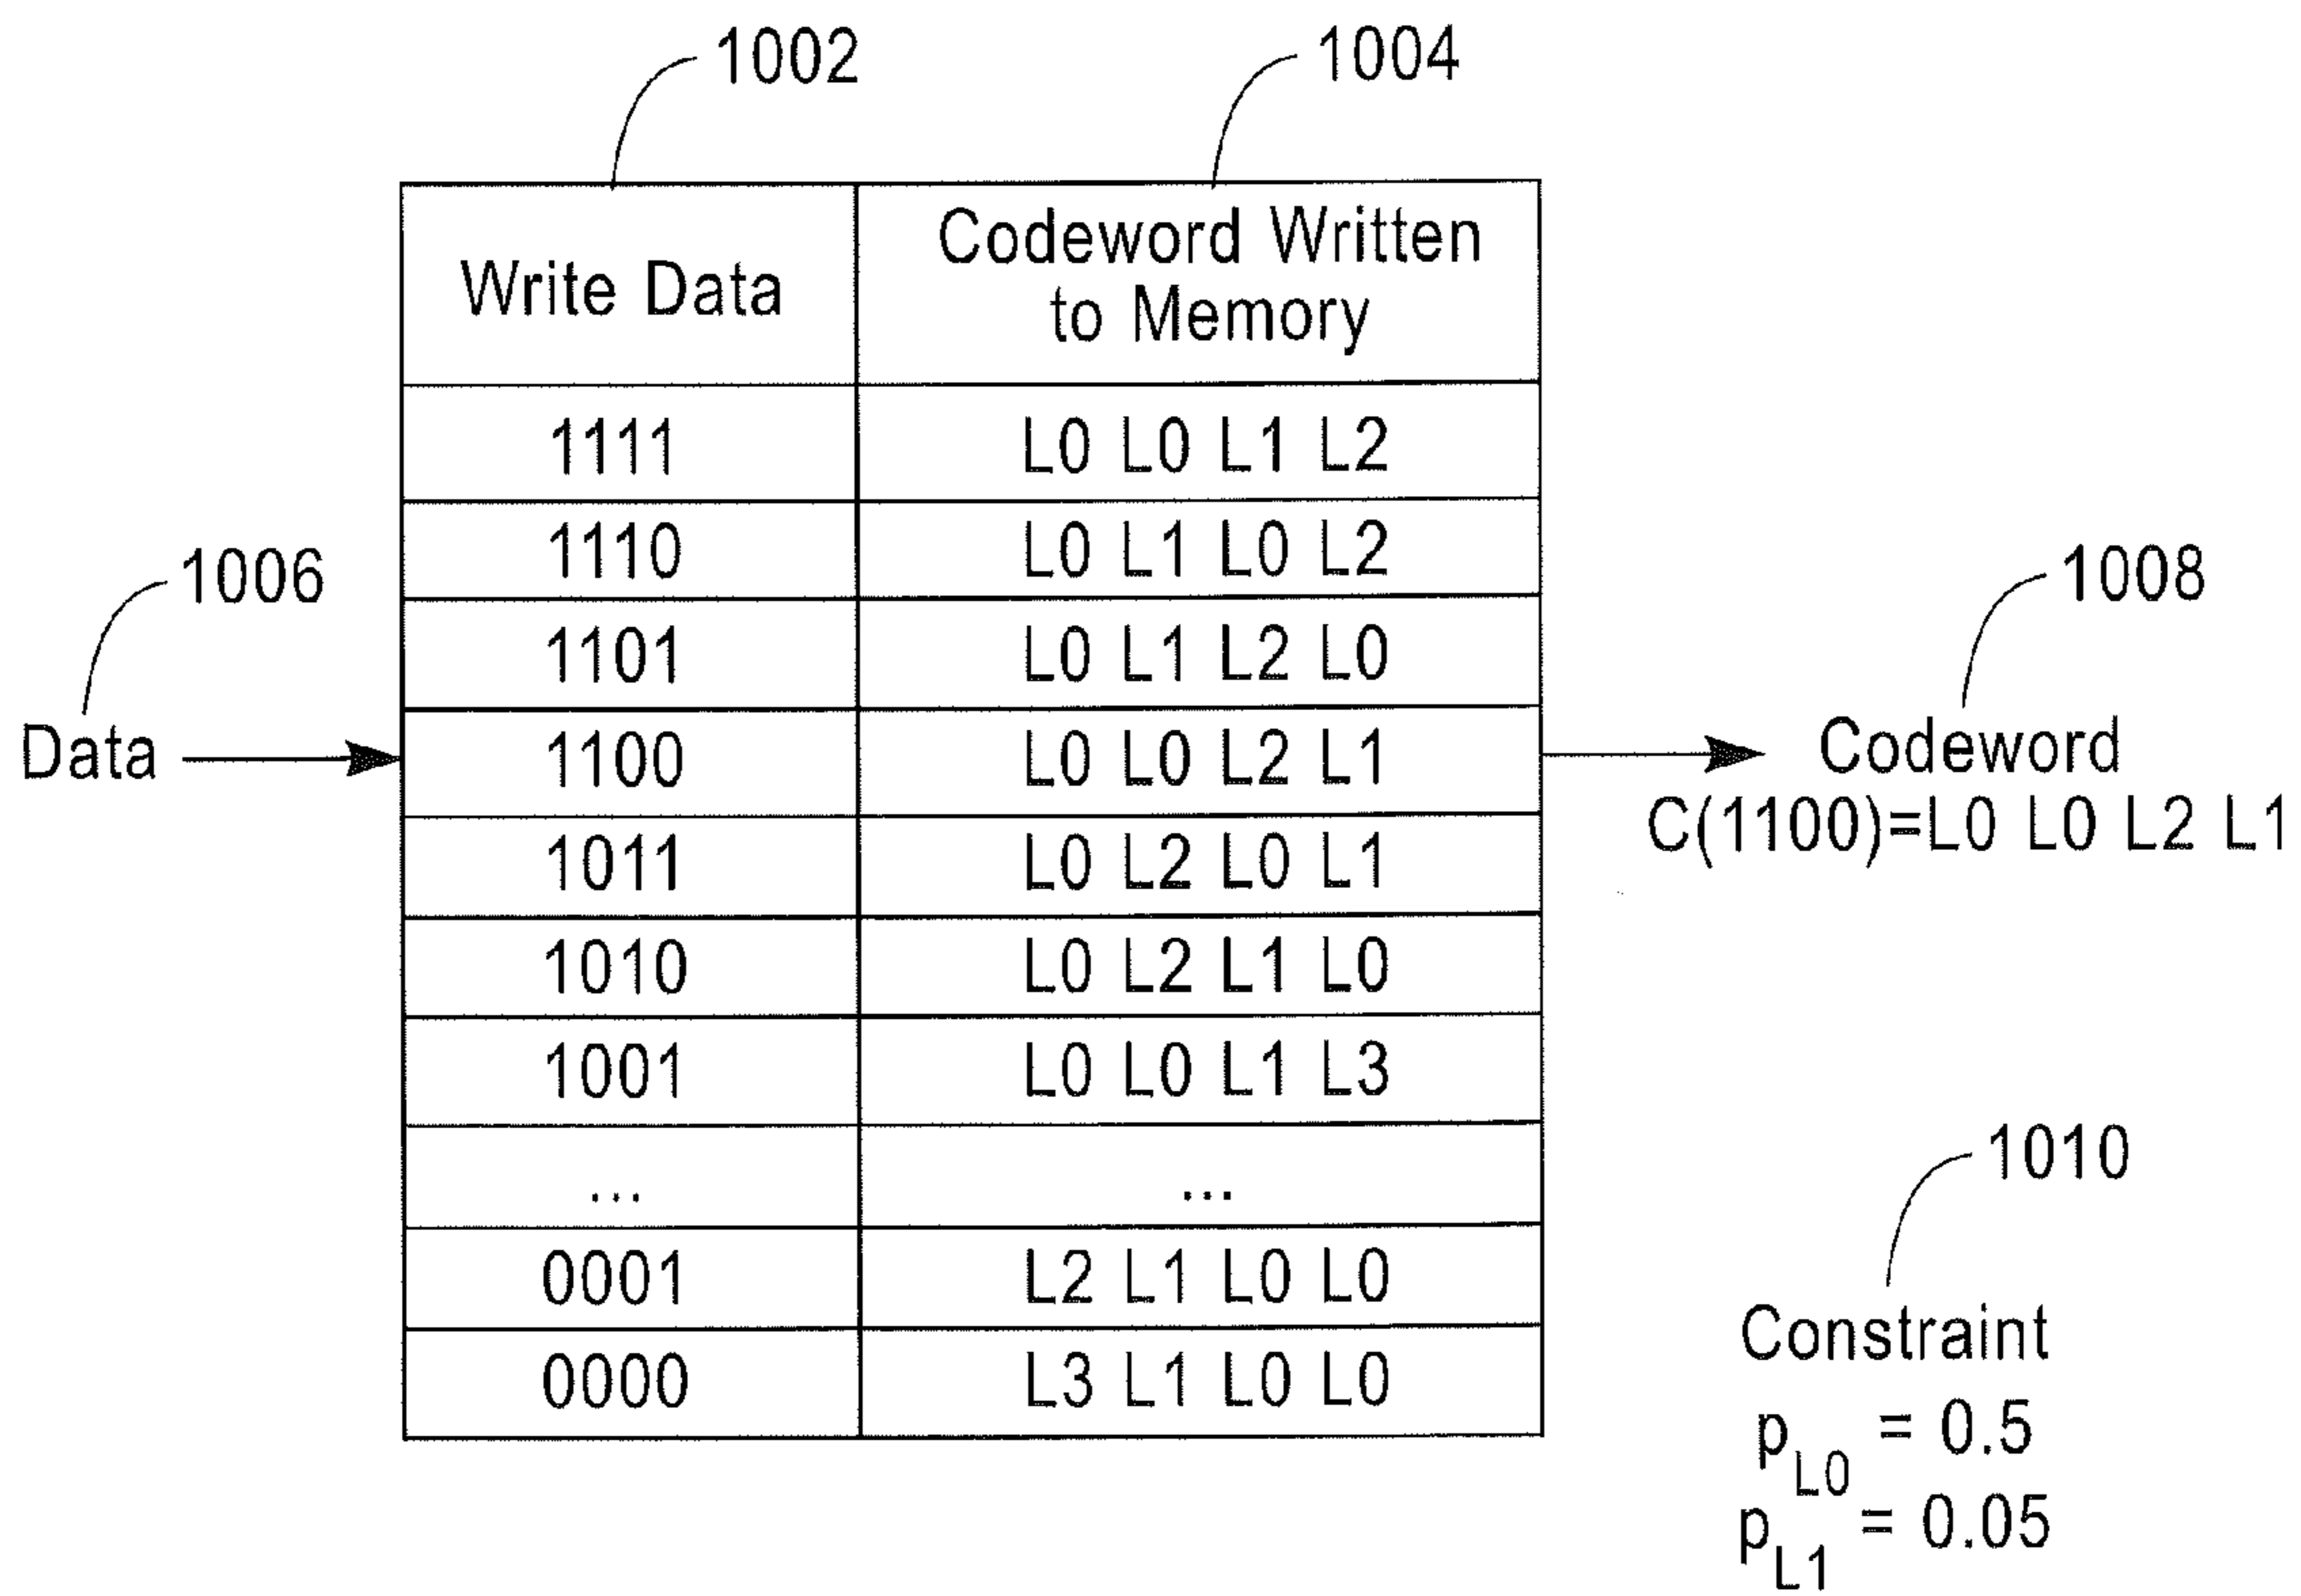 1002
1004
Write Data
Codeword Written
to Memory
1111 L0 L0 L1 L2
1110 L0 L1 L0 L2
1006
1008
1101 L0 L1 L2 L0
Data
1100 L0 L0 L2 L1
Codeword
C(1100)=L0 L0 L2 L1
1011 L0 L2 L0 L1
1010 L0 L2 L1 L0
1001 L0 L0 L1 L3
... ...
1010
0001 L2 L1 L0 L0
0000 L3 L1 L0 L0
Constraint
pL0 = 0.5
pL1 = 0.05